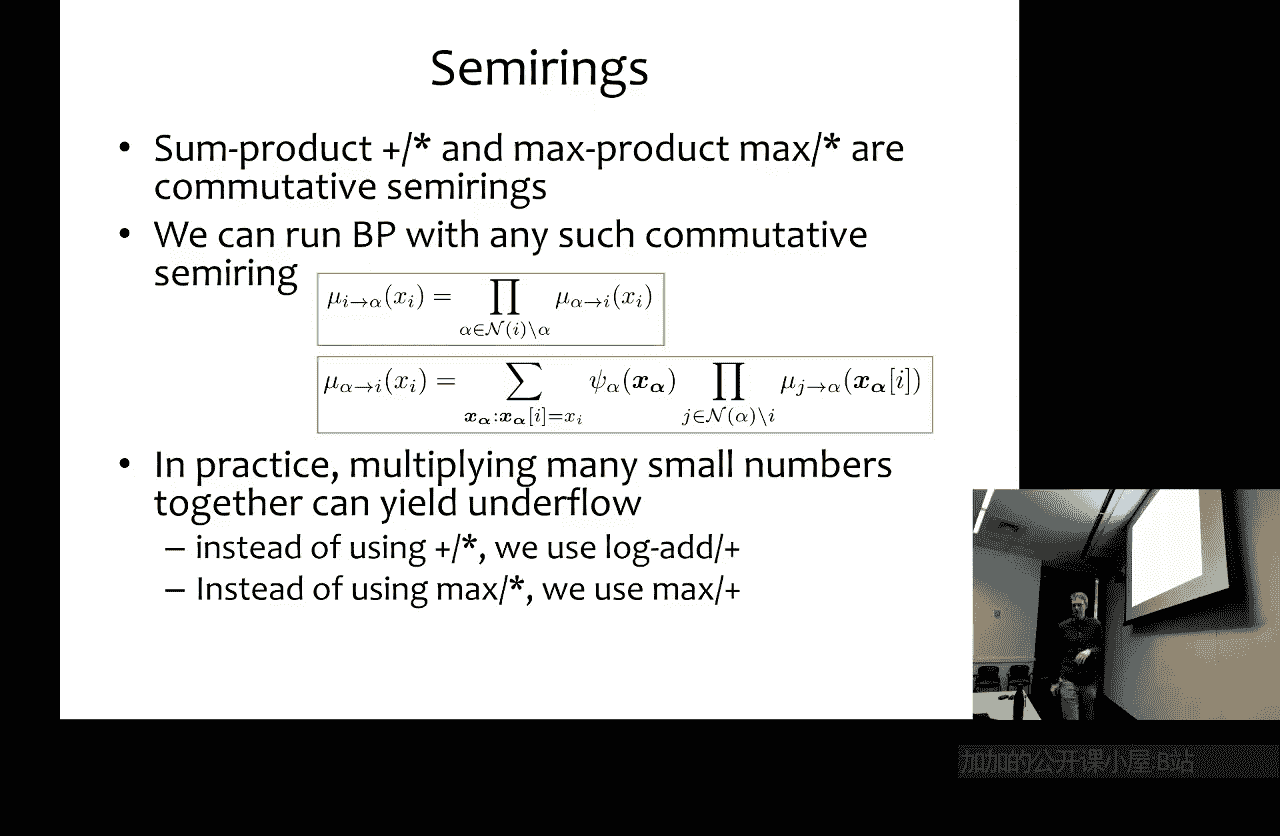 Semirings
• Sum-product +/* and max-product max/* are
commutative semirings
• We can run BP with any such commutative
semiring
μ_{i→α}(x_i) = ∏_{α∈𝒩(i)\α} μ_{α→i}(x_i)
μ_{α→i}(x_i) = ∑_{𝒙_α:𝒙_α[i]=x_i} ψ_α(𝒙_α) ∏_{j∈𝒩(α)\i} μ_{j→α}(𝒙_α[i])
• In practice, multiplying many small numbers
together can yield underflow
– instead of using +/*, we use log-add/+
– Instead of using max/*, we use max/+
加加的公开课小屋 B站